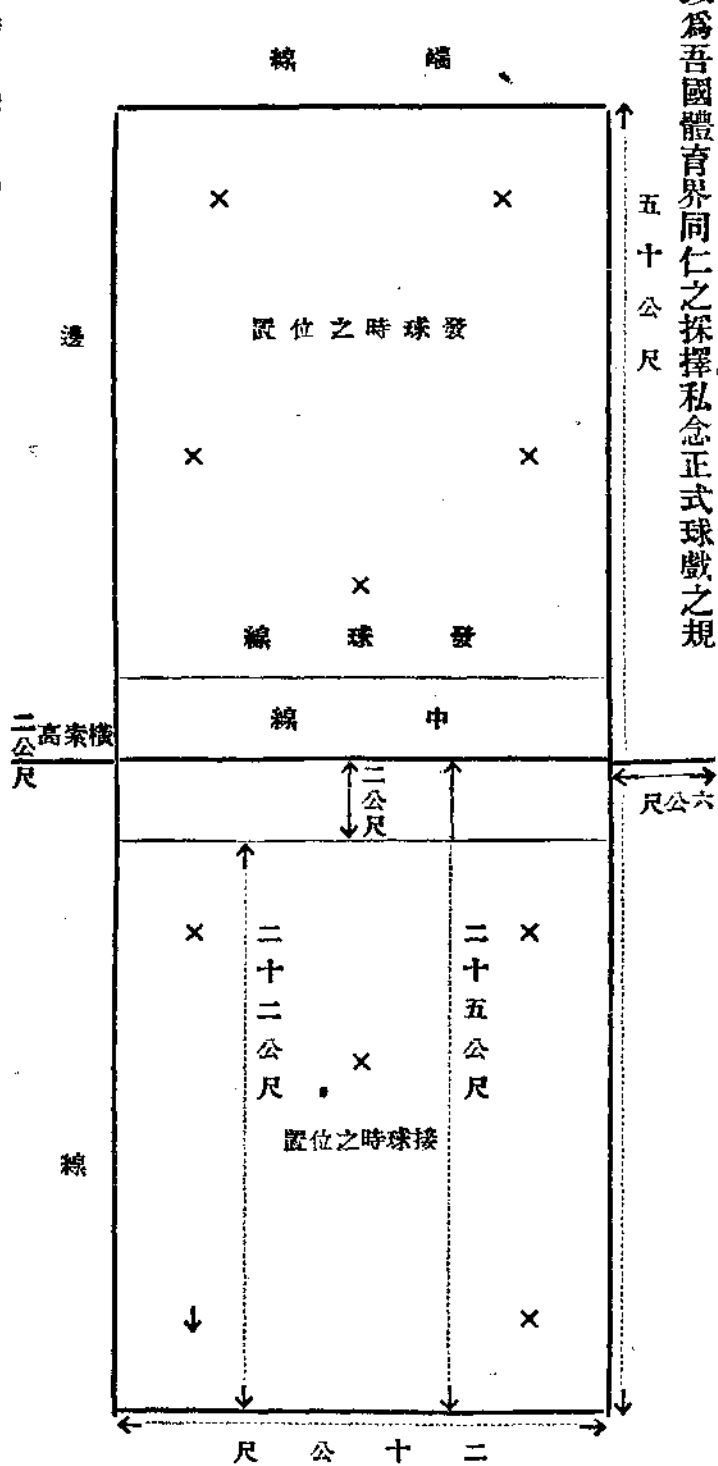 爲吾國體育界同仁之採擇私念正式球戲之規
端線
五十公尺
發球時之位置
邊
發球線
中線
橫索高
二公尺
六公尺
二公尺
二十二公尺
二十五公尺
接球時之位置
線
二十公尺